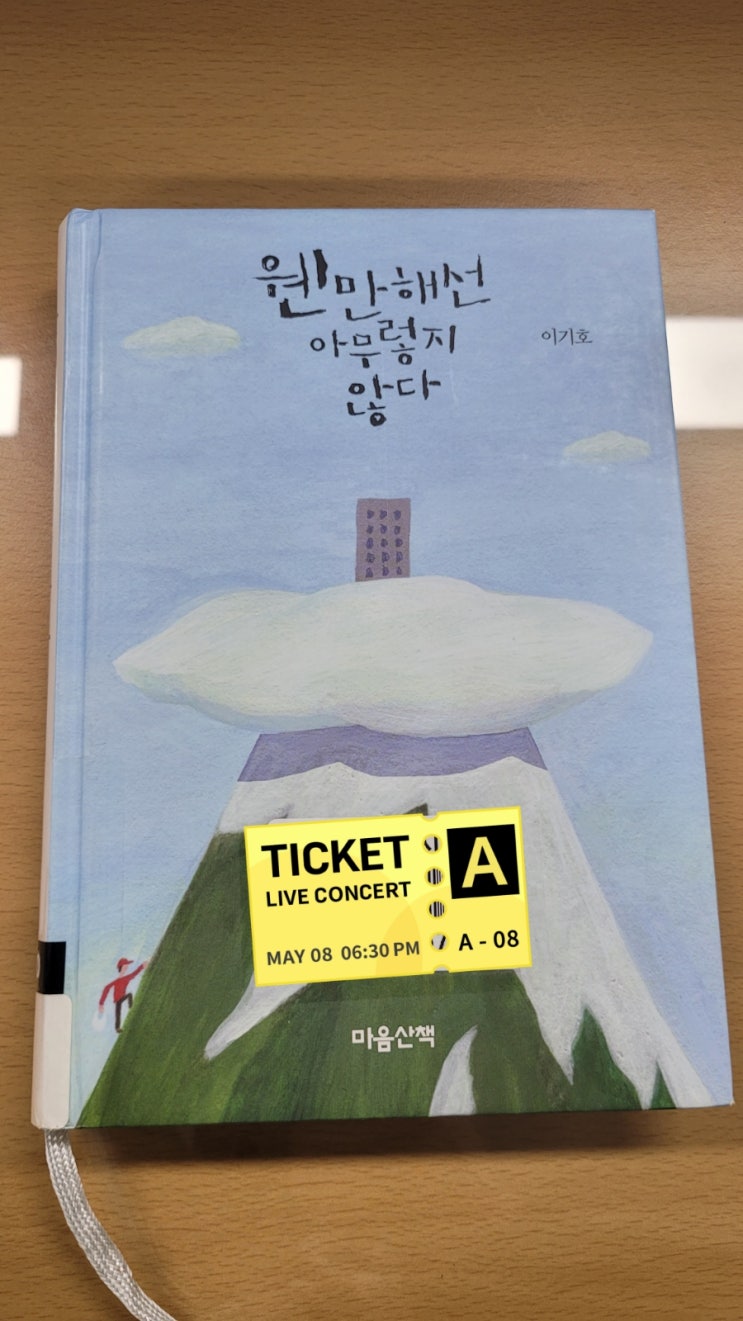 웬만해선
아무렇지
않다
이기호
TICKET
LIVE CONCERT
A
MAY 08 06:30 PM
A - 08
마음산책